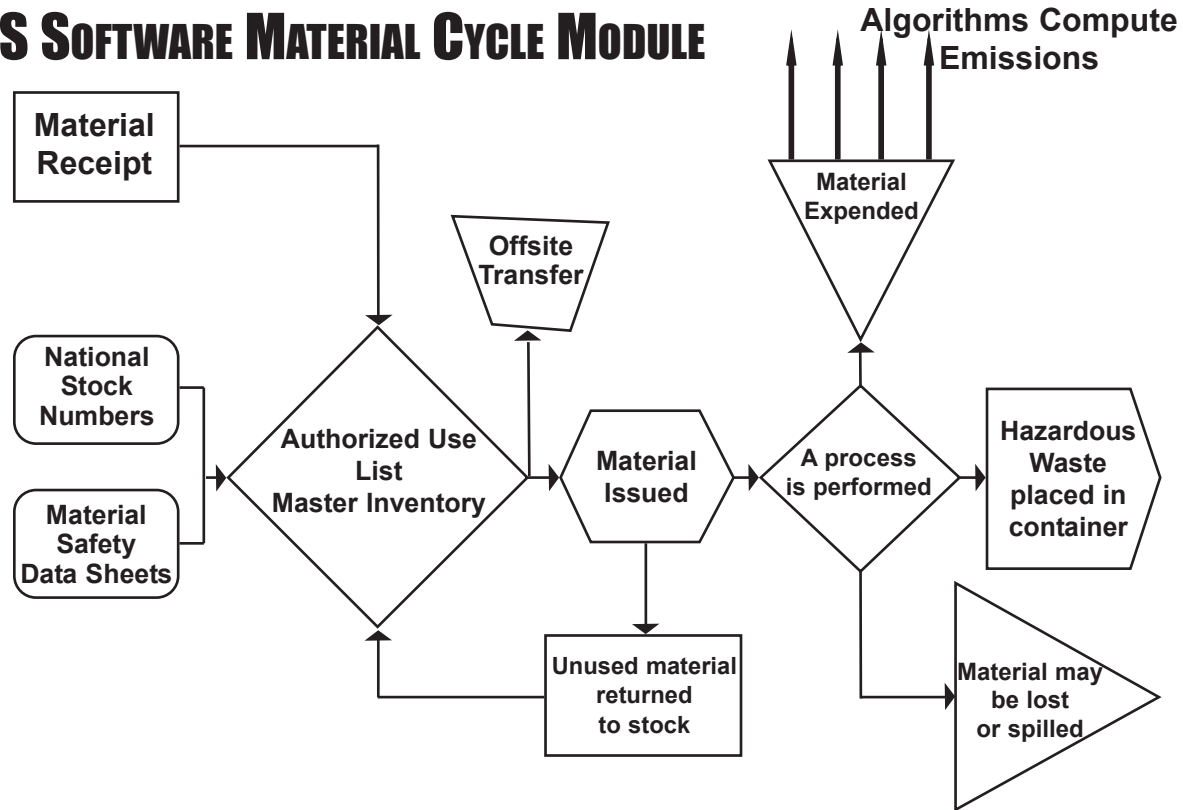 S SOFTWARE MATERIAL CYCLE MODULE
Algorithms Compute
Emissions
Material
Receipt
Material
Expended
Offsite
Transfer
National
Stock
Numbers
Authorized Use
List
Master Inventory
Material
Issued
A process
is performed
Hazardous
Waste
placed in
container
Material
Safety
Data Sheets
Unused material
returned
to stock
Material may
be lost
or spilled